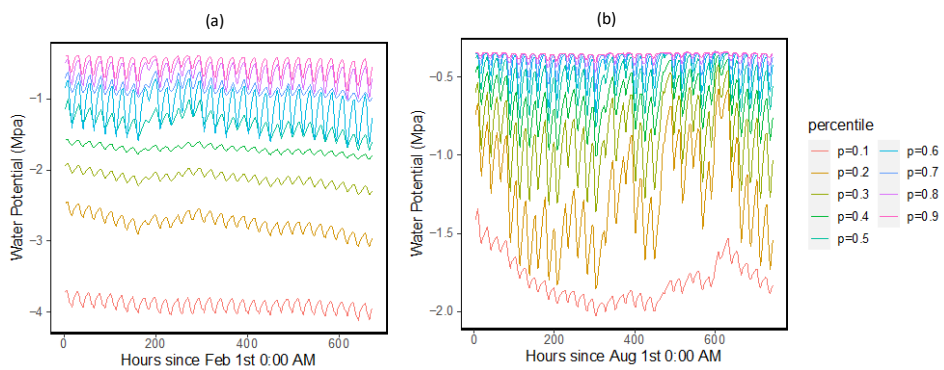 (a)
(b)
Water Potential (Mpa)
−1
−2
−3
−4
0
200
400
600
Hours since Feb 1st 0:00 AM
Water Potential (Mpa)
−0.5
−1.0
−1.5
−2.0
0
200
400
600
Hours since Aug 1st 0:00 AM
percentile
p=0.1
p=0.2
p=0.3
p=0.4
p=0.5
p=0.6
p=0.7
p=0.8
p=0.9